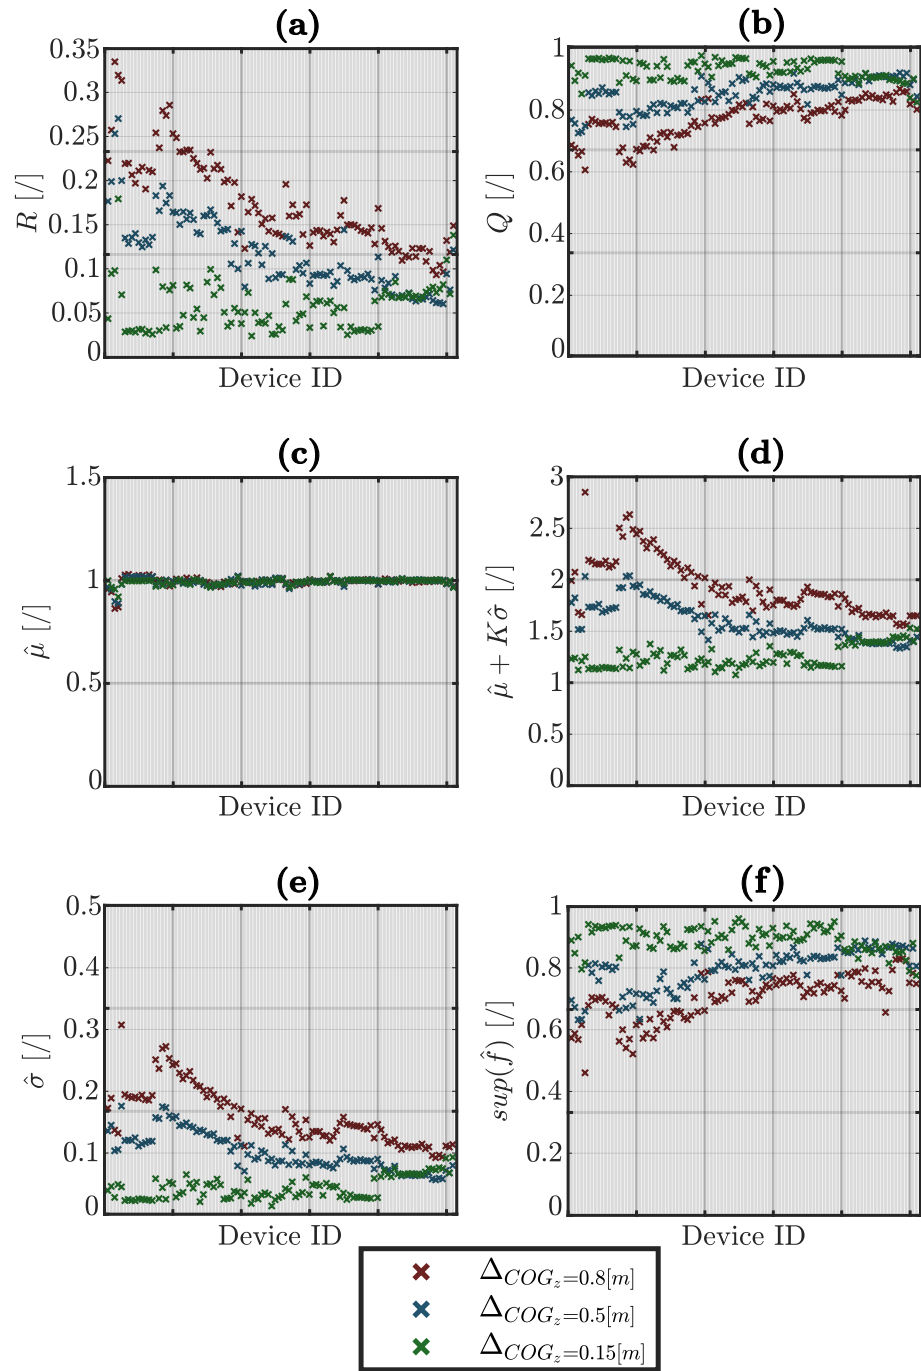 (a)
0.35
0.3
0.25
0.2
0.15
0.1
0.05
0
R [/]
Device ID
(b)
1
0.8
0.6
0.4
0.2
0
Q [/]
Device ID
(c)
1.5
1
0.5
0
μ̂ [/]
Device ID
(d)
3
2.5
2
1.5
1
0.5
0
μ̂ + Kσ̂ [/]
Device ID
(e)
0.5
0.4
0.3
0.2
0.1
0
σ̂ [/]
Device ID
(f)
1
0.8
0.6
0.4
0.2
0
sup(f̂) [/]
Device ID
Δ_{COG_z=0.8[m]}
Δ_{COG_z=0.5[m]}
Δ_{COG_z=0.15[m]}